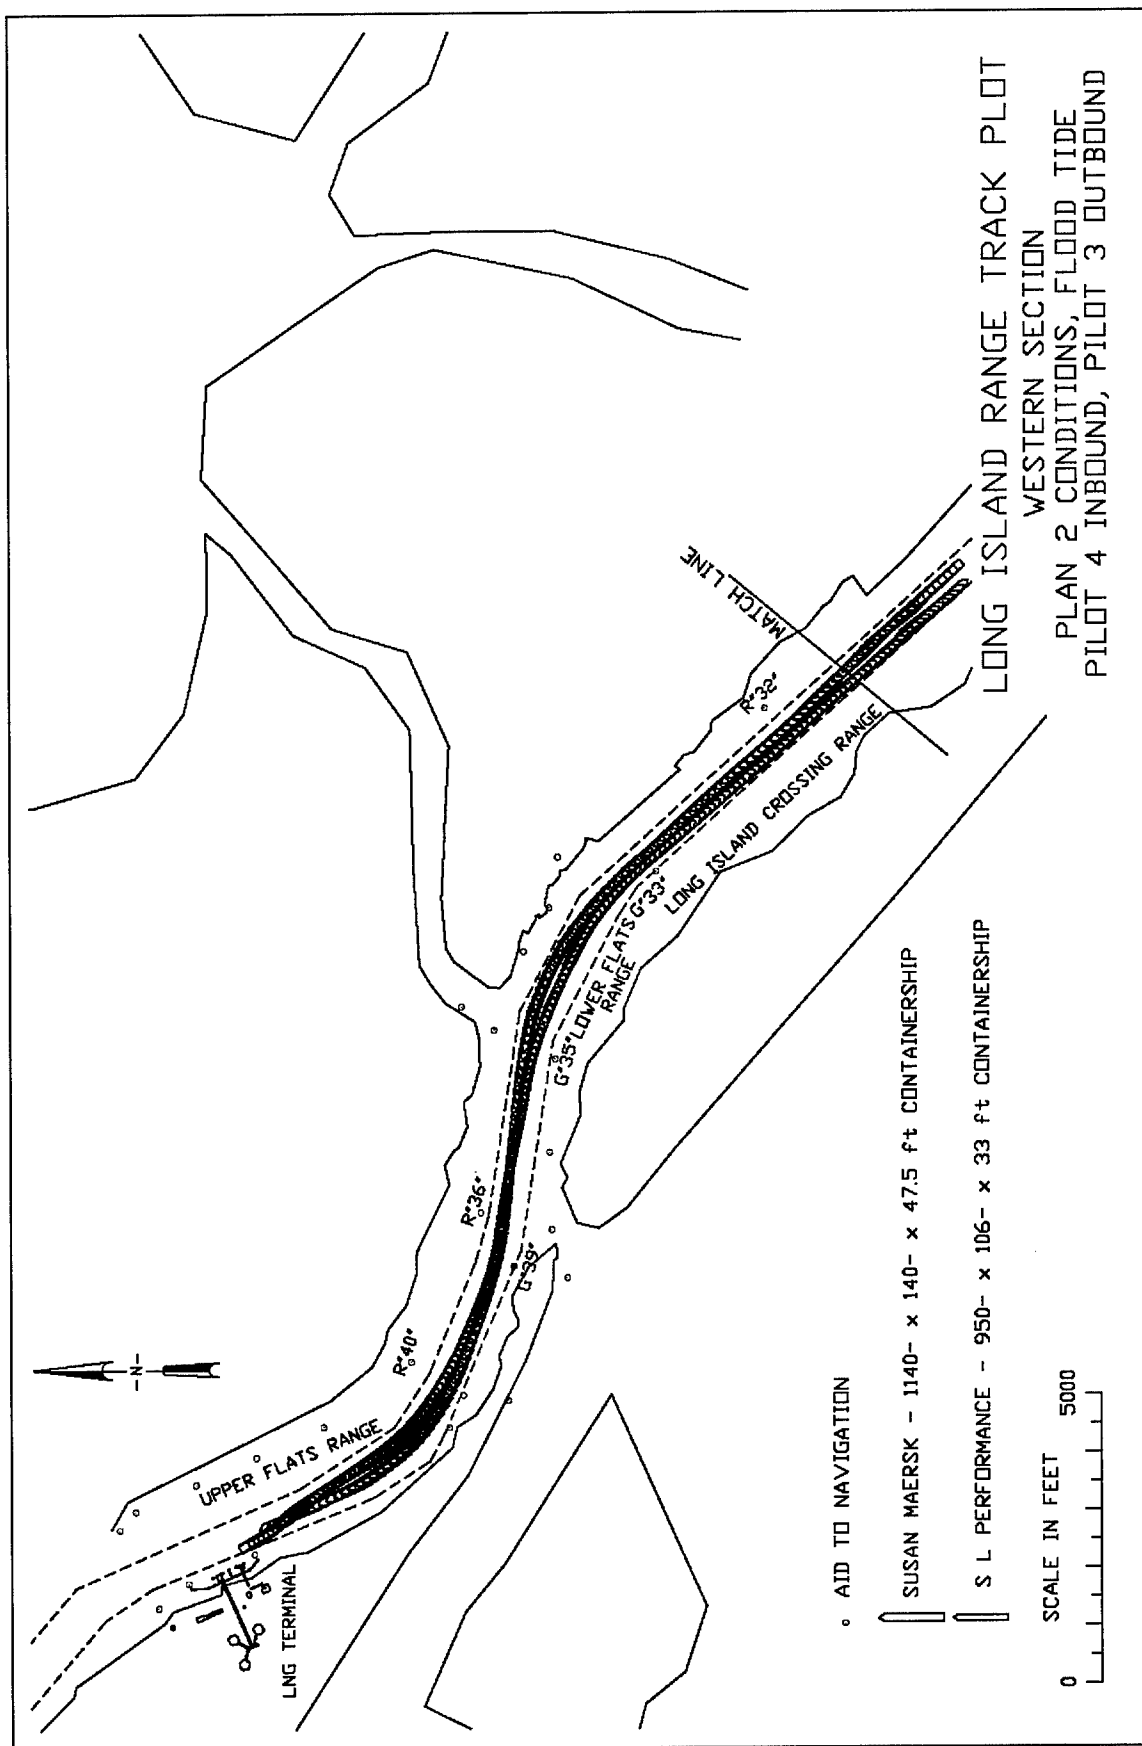 LONG ISLAND RANGE TRACK PLOT
WESTERN SECTION
PLAN 2 CONDITIONS, FLOOD TIDE
PILOT 4 INBOUND, PILOT 3 OUTBOUND
MATCH LINE
R"32"
LONG ISLAND CROSSING RANGE
G"33"
LOWER FLATS
RANGE
G"35"
R"36"
G"39"
R"40"
UPPER FLATS RANGE
-N-
LNG TERMINAL
AID TO NAVIGATION
SUSAN MAERSK - 1140- x 140- x 47.5 ft CONTAINERSHIP
S L PERFORMANCE - 950- x 106- x 33 ft CONTAINERSHIP
SCALE IN FEET
0 5000